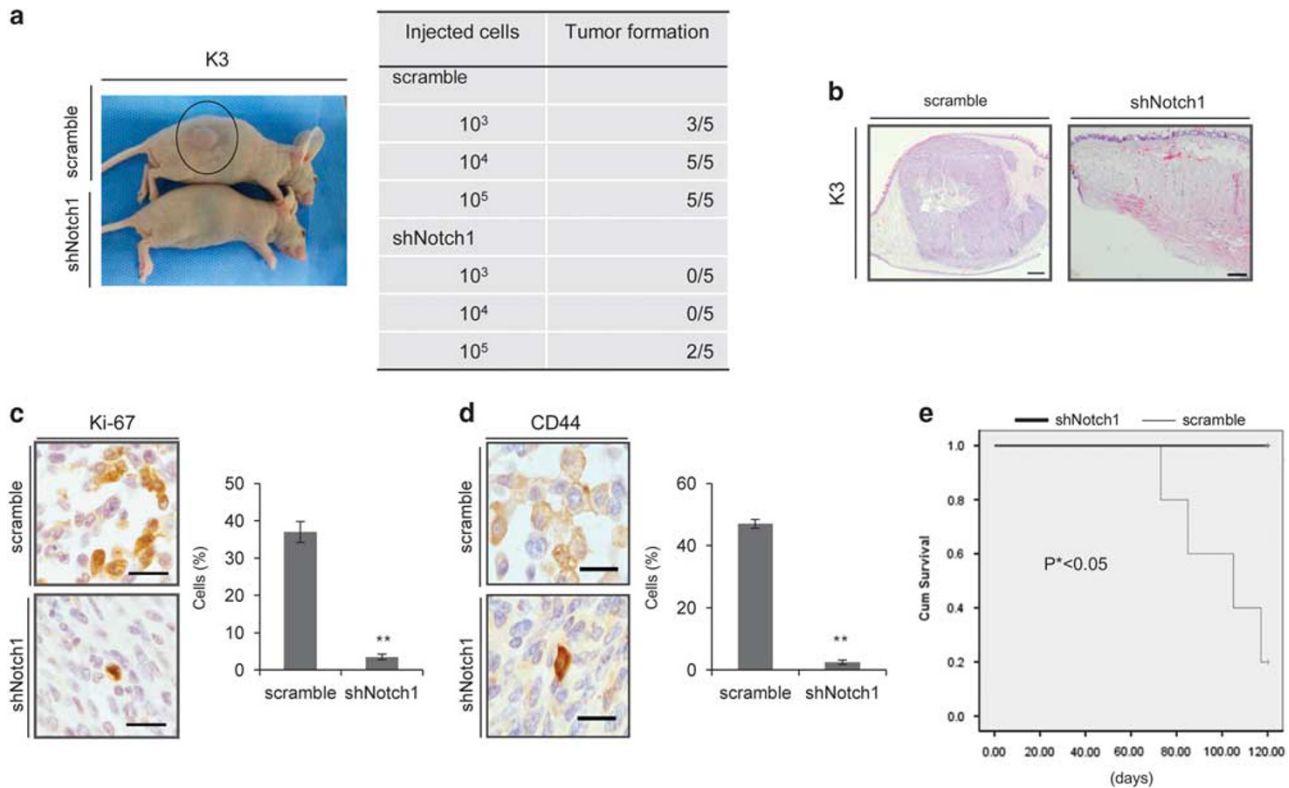 a
K3
scramble
shNotch1
Injected cells Tumor formation
scramble
10³ 3/5
10⁴ 5/5
10⁵ 5/5
shNotch1
10³ 0/5
10⁴ 0/5
10⁵ 2/5
b
scramble shNotch1
K3
c
Ki-67
scramble
shNotch1
Cells (%)
50
40
30
20
10
0
**
scramble shNotch1
d
CD44
scramble
shNotch1
Cells (%)
60
40
20
0
**
scramble shNotch1
e
shNotch1 scramble
Cum Survival
1.0
0.8
0.6
0.4
0.2
0.0
P*<0.05
0.00 20.00 40.00 60.00 80.00 100.00 120.00
(days)